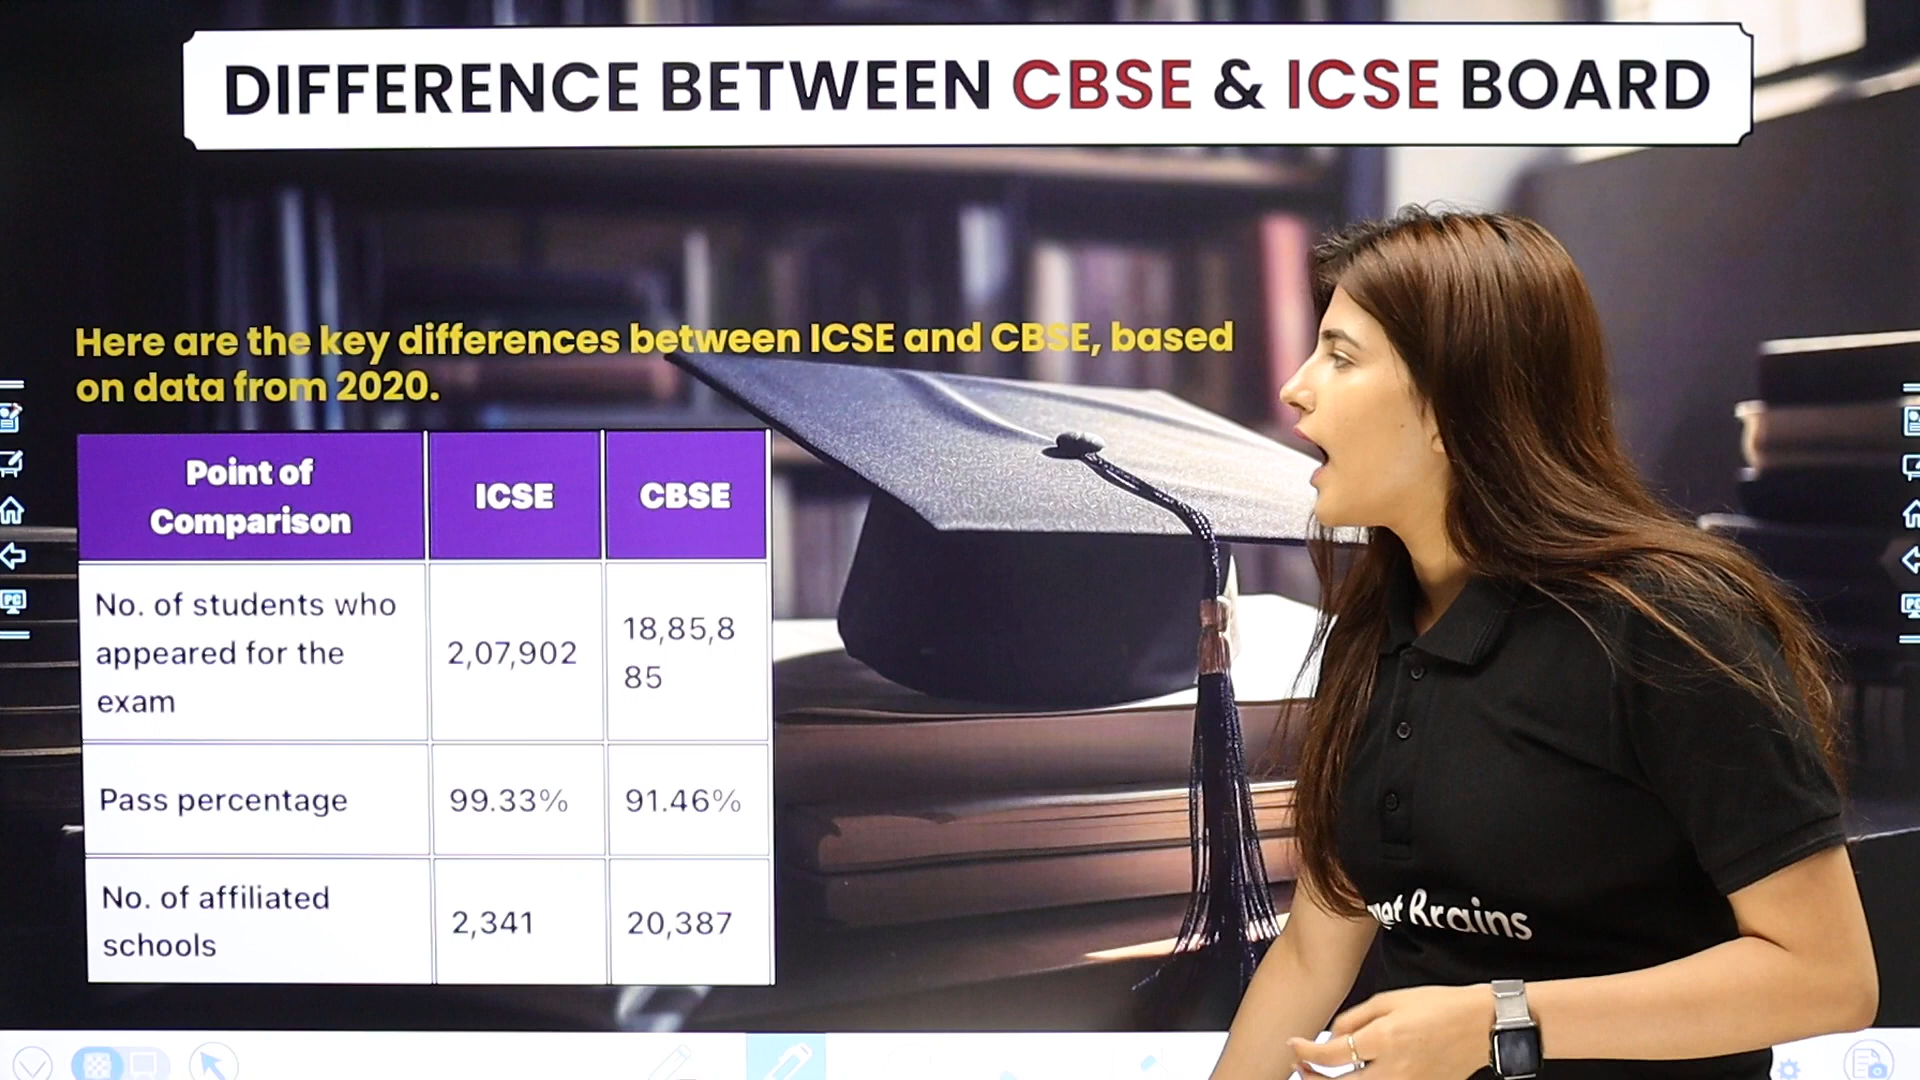 DIFFERENCE BETWEEN CBSE & ICSE BOARD
Here are the key differences between ICSE and CBSE, based
on data from 2020.
Point of
Comparison
ICSE
CBSE
No. of students who
appeared for the
exam
2,07,902
18,85,8
85
Pass percentage
99.33%
91.46%
No. of affiliated
schools
2,341
20,387
PC
Brains